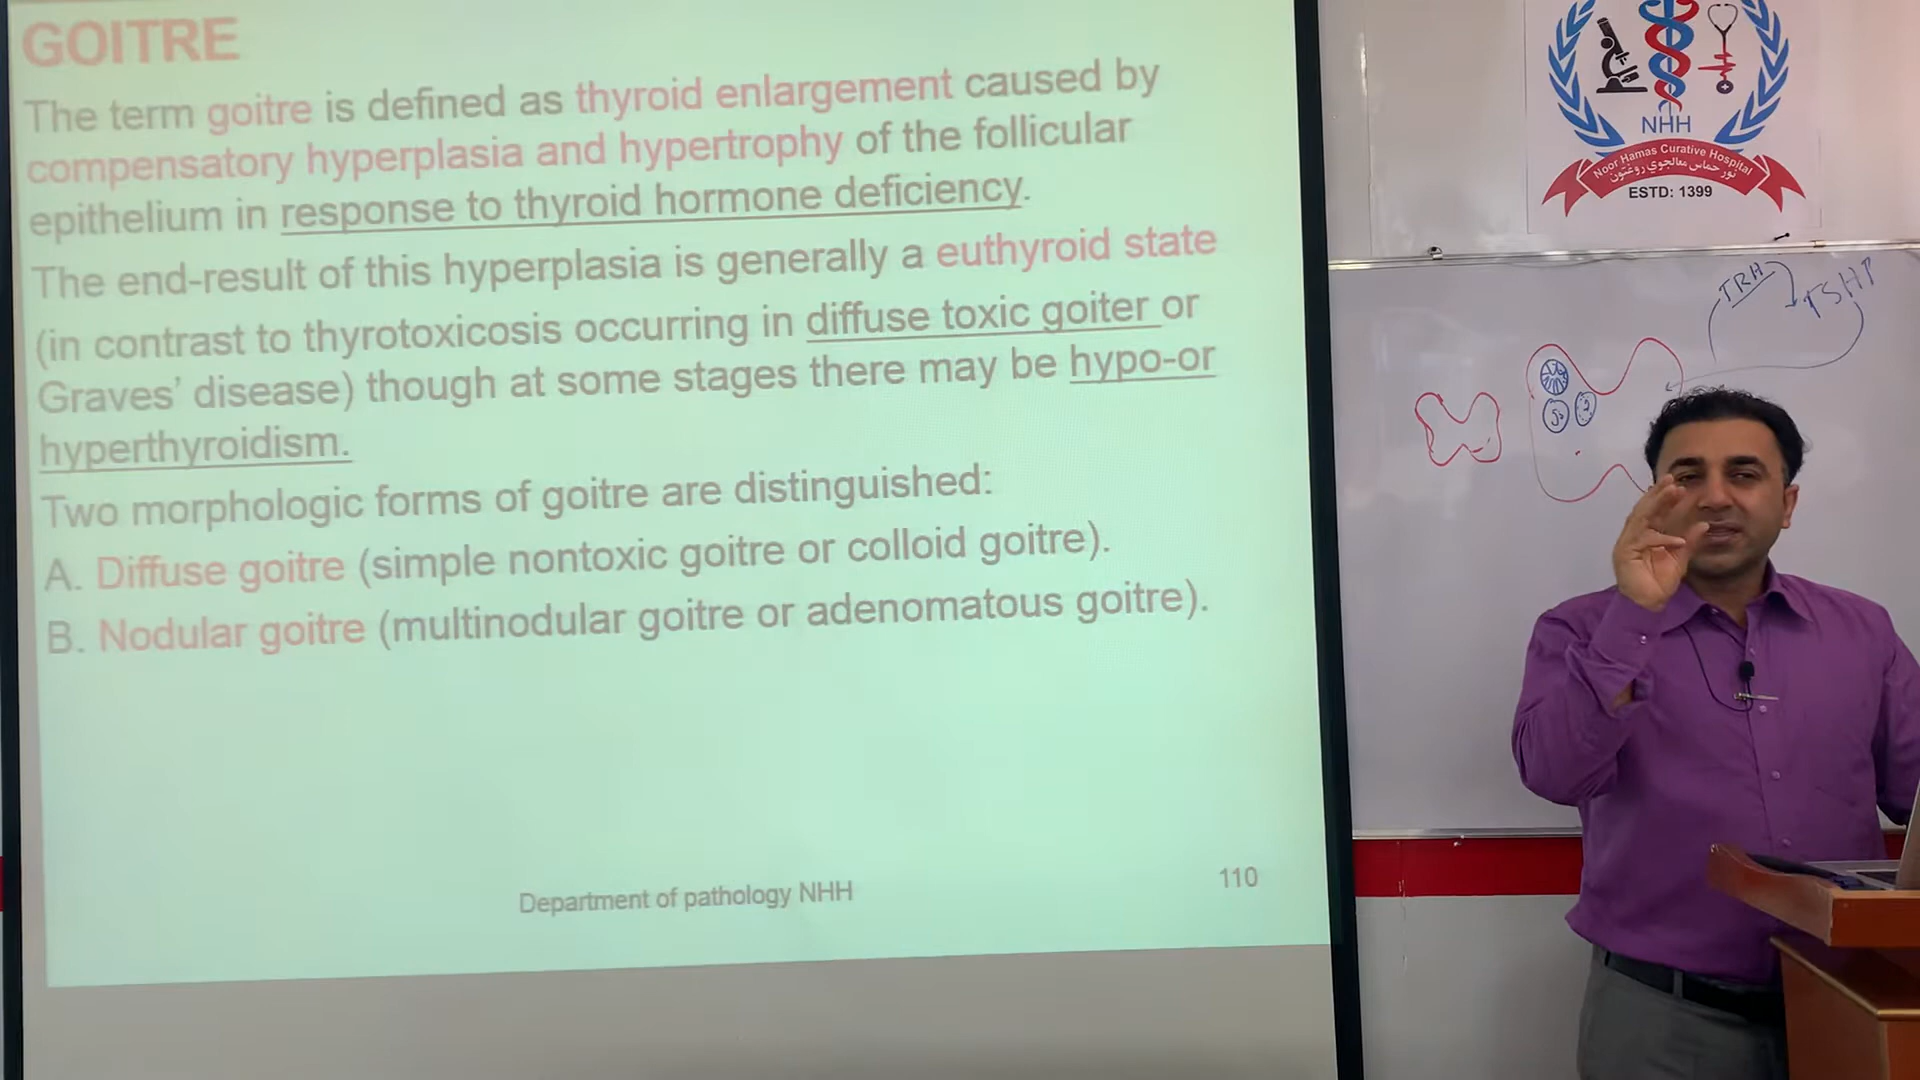 GOITRE
The term goitre is defined as thyroid enlargement caused by
compensatory hyperplasia and hypertrophy of the follicular
epithelium in response to thyroid hormone deficiency.
The end-result of this hyperplasia is generally a euthyroid state
(in contrast to thyrotoxicosis occurring in diffuse toxic goiter or
Graves’ disease) though at some stages there may be hypo-or
hyperthyroidism.
Two morphologic forms of goitre are distinguished:
A. Diffuse goitre (simple nontoxic goitre or colloid goitre).
B. Nodular goitre (multinodular goitre or adenomatous goitre).
Department of pathology NHH
110
NHH
Noor Hamas Curative Hospital
نور حماس معالجوي روغتون
ESTD: 1399
TRH